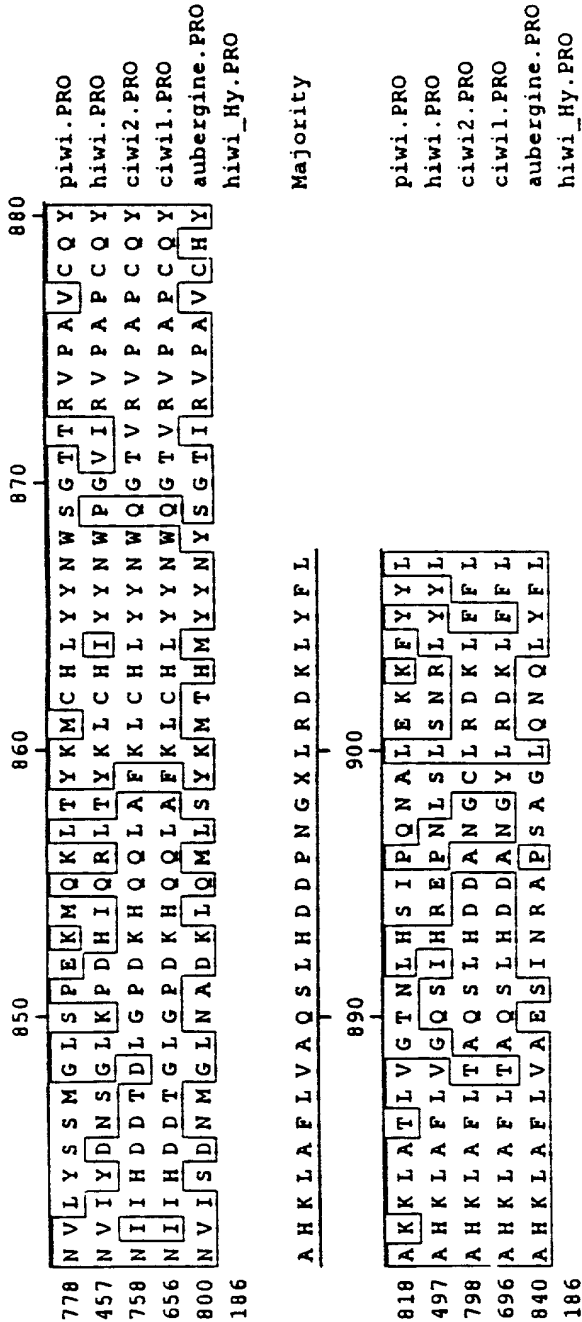 850 860 870 880
778 N V L Y S S M G L S P E K M Q K L T Y K M C H L Y Y N W S G T T R V P A V C Q Y piwi.PRO
457 N V I Y D N S G L K P D H I Q R L T Y K L C H I Y Y N W P G V I R V P A P C Q Y hiwi.PRO
758 N I I H D D T D L G P D K H Q Q L A F K L C H L Y Y N W Q G T V R V P A P C Q Y ciwi2.PRO
656 N I I H D D T G L G P D K H Q Q L A F K L C H L Y Y N W Q G T V R V P A P C Q Y ciwi1.PRO
800 N V I S D N M G L N A D K L Q M L S Y K M T H M Y Y N Y S G T I R V P A V C H Y aubergine.PRO
186 hiwi_Hy.PRO
A H K L A F L V A Q S L H D D P N G X L R D K L Y F L Majority
890 900
818 A K K L A T L V G T N L H S I P Q N A L E K K F Y Y L piwi.PRO
497 A H K L A F L V G Q S I H R E P N L S L S N R L Y Y L hiwi.PRO
798 A H K L A F L T A Q S L H D D A N G C L R D K L F F L ciwi2.PRO
696 A H K L A F L T A Q S L H D D A N G Y L R D K L F F L ciwi1.PRO
840 A H K L A F L V A E S I N R A P S A G L Q N Q L Y F L aubergine.PRO
186 hiwi_Hy.PRO